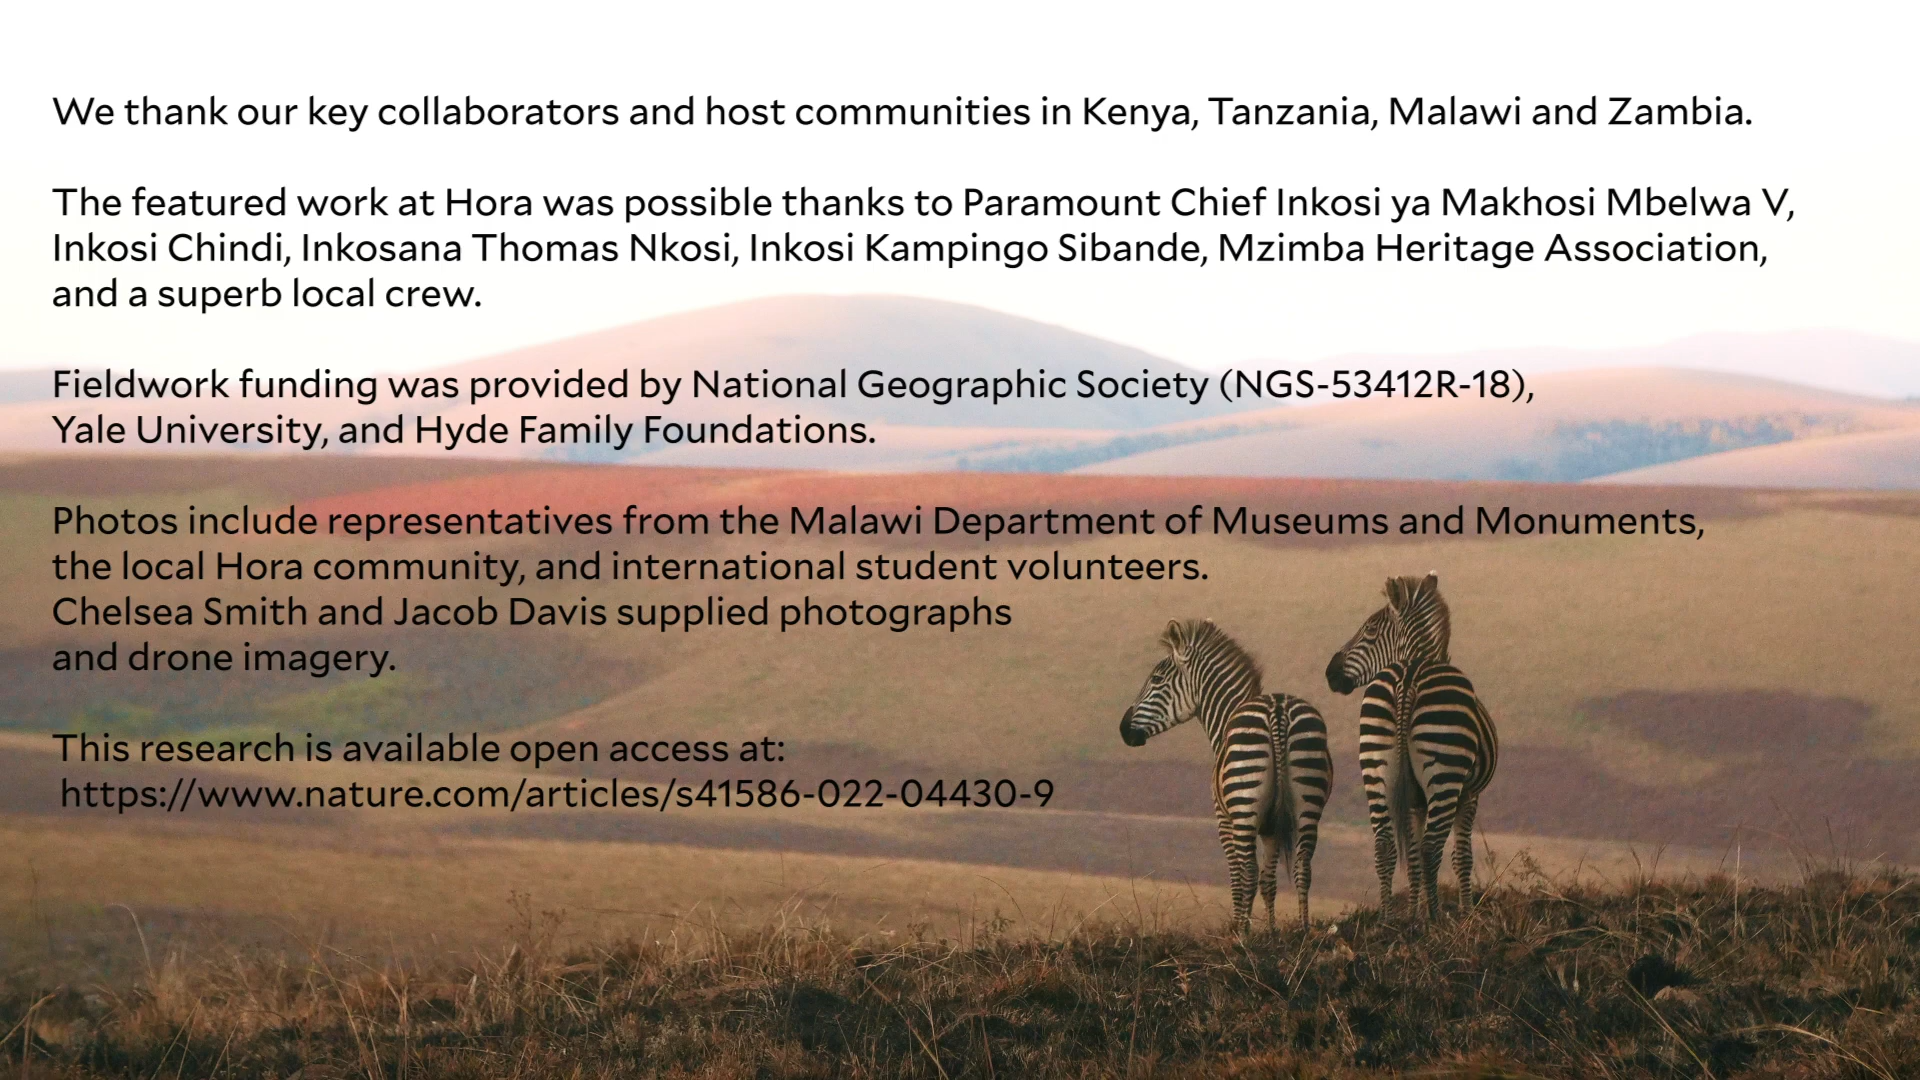 We thank our key collaborators and host communities in Kenya, Tanzania, Malawi and Zambia.
The featured work at Hora was possible thanks to Paramount Chief Inkosi ya Makhosi Mbelwa V,
Inkosi Chindi, Inkosana Thomas Nkosi, Inkosi Kampingo Sibande, Mzimba Heritage Association,
and a superb local crew.
Fieldwork funding was provided by National Geographic Society (NGS-53412R-18),
Yale University, and Hyde Family Foundations.
Photos include representatives from the Malawi Department of Museums and Monuments,
the local Hora community, and international student volunteers.
Chelsea Smith and Jacob Davis supplied photographs
and drone imagery.
This research is available open access at:
https://www.nature.com/articles/s41586-022-04430-9